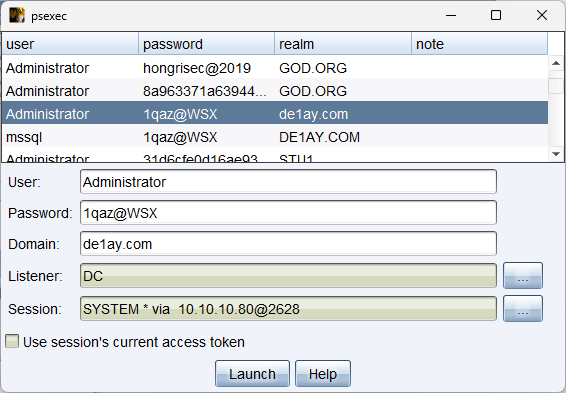 psexec
user password realm note
Administrator hongrisec@2019 GOD.ORG
Administrator 8a963371a63944... GOD.ORG
Administrator 1qaz@WSX de1ay.com
mssql 1qaz@WSX DE1AY.COM
Administrator 31d6cfe0d16ae93... STU1
User: Administrator
Password: 1qaz@WSX
Domain: de1ay.com
Listener: DC ...
Session: SYSTEM * via 10.10.10.80@2628 ...
Use session's current access token
Launch Help